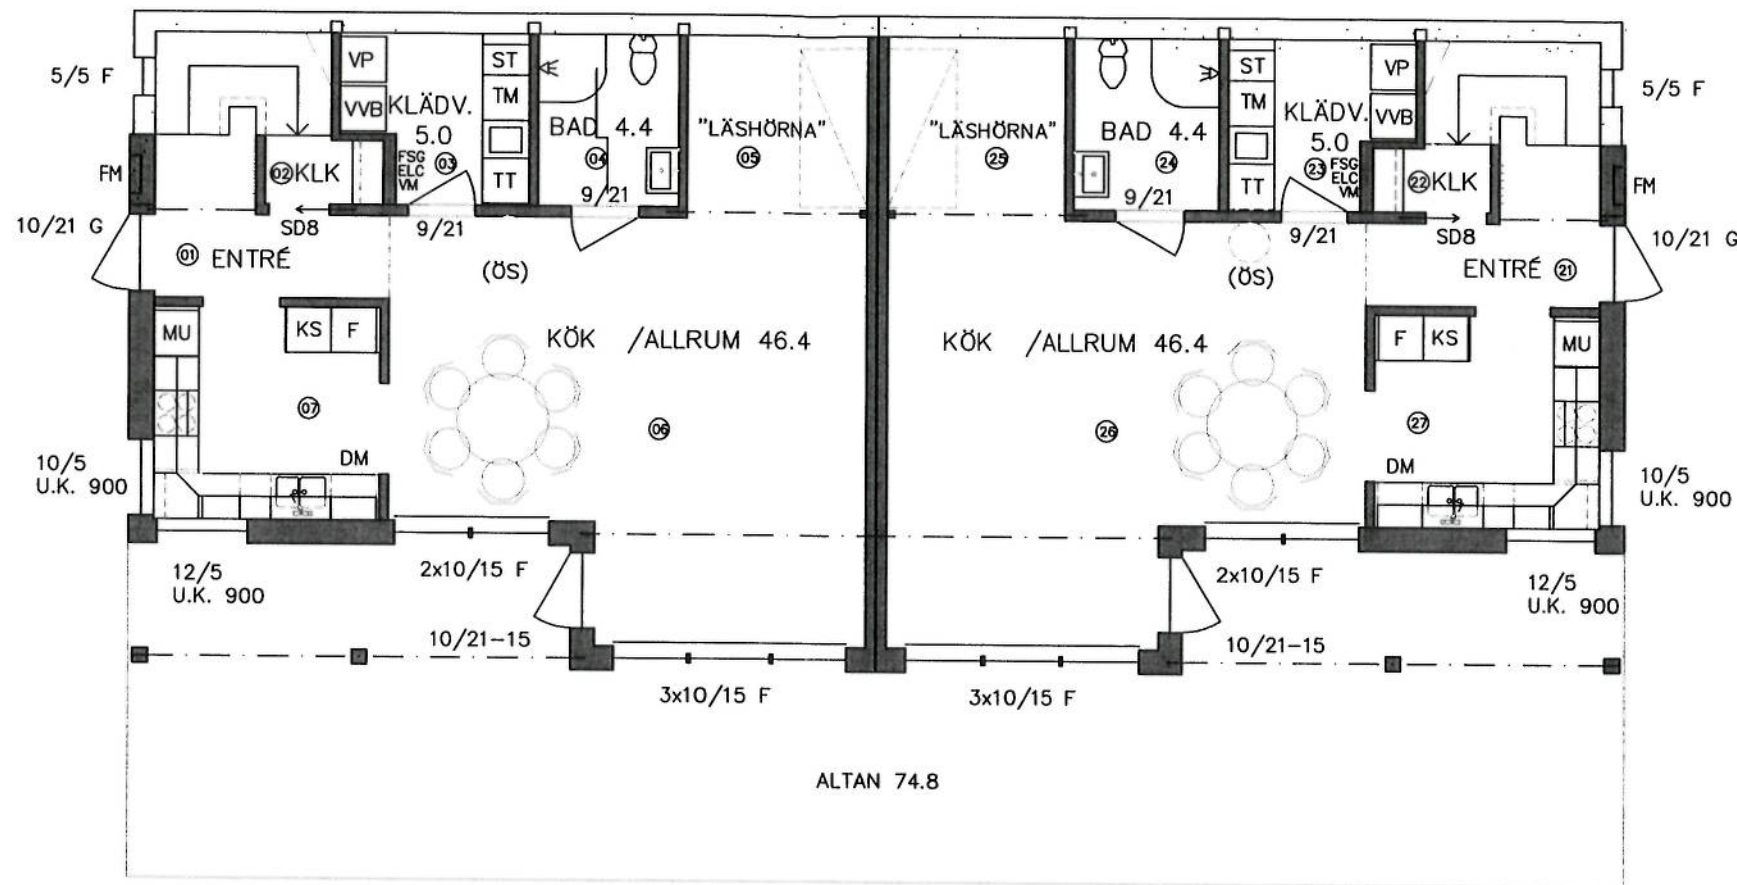 5/5 F
VP
VVB
KLÄDV.
5.0
FSG
ELC
VM
03
ST
TM
TT
BAD 4.4
04
9/21
"LÄSHÖRNA"
05
"LÄSHÖRNA"
25
BAD 4.4
24
9/21
ST
TM
TT
KLÄDV.
5.0
23
FSG
ELC
VM
VP
VVB
5/5 F
FM
02 KLK
SD8
9/21
22 KLK
SD8
9/21
FM
10/21 G
01 ENTRÉ
(ÖS)
(ÖS)
ENTRÉ 21
10/21 G
MU
KS
F
KÖK /ALLRUM 46.4
KÖK /ALLRUM 46.4
F
KS
MU
07
06
26
27
10/5
U.K. 900
DM
DM
10/5
U.K. 900
12/5
U.K. 900
2x10/15 F
2x10/15 F
12/5
U.K. 900
10/21-15
10/21-15
3x10/15 F
3x10/15 F
ALTAN 74.8